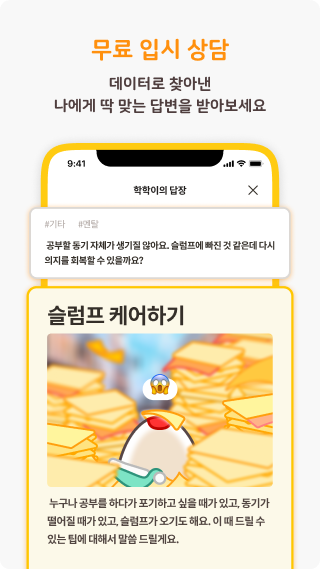 무료 입시 상담
데이터로 찾아낸
나에게 딱 맞는 답변을 받아보세요
9:41
학학이의 답장
#기타 #멘탈
공부할 동기 자체가 생기질 않아요. 슬럼프에 빠진 것 같은데 다시
의지를 회복할 수 있을까요?
슬럼프 케어하기
누구나 공부를 하다가 포기하고 싶을 때가 있고, 동기가
떨어질 때가 있고, 슬럼프가 오기도 해요. 이 때 드릴 수
있는 팁에 대해서 말씀 드릴게요.